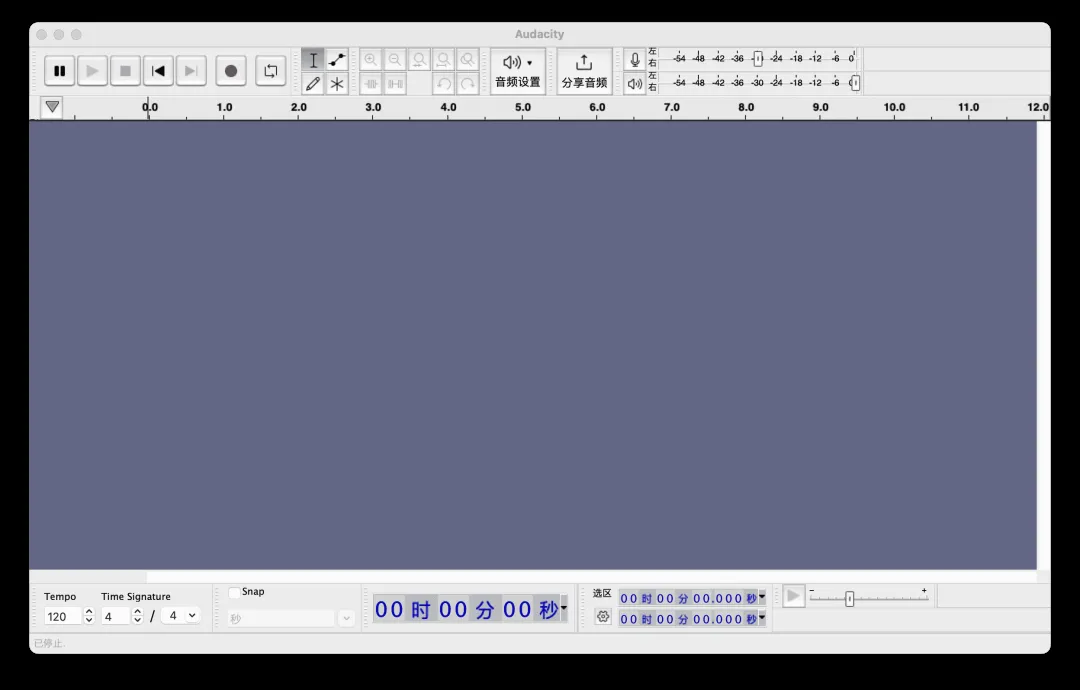 Audacity
左
右
-54 -48 -42 -36 -30 -24 -18 -12 -6 0
音频设置
分享音频
左
右
-54 -48 -42 -36 -30 -24 -18 -12 -6 0
0.0 1.0 2.0 3.0 4.0 5.0 6.0 7.0 8.0 9.0 10.0 11.0 12.0
Tempo
120
Time Signature
4 / 4
Snap
秒
00 时 00 分 00 秒
选区
00 时 00 分 00.000 秒
00 时 00 分 00.000 秒
- +
已停止.